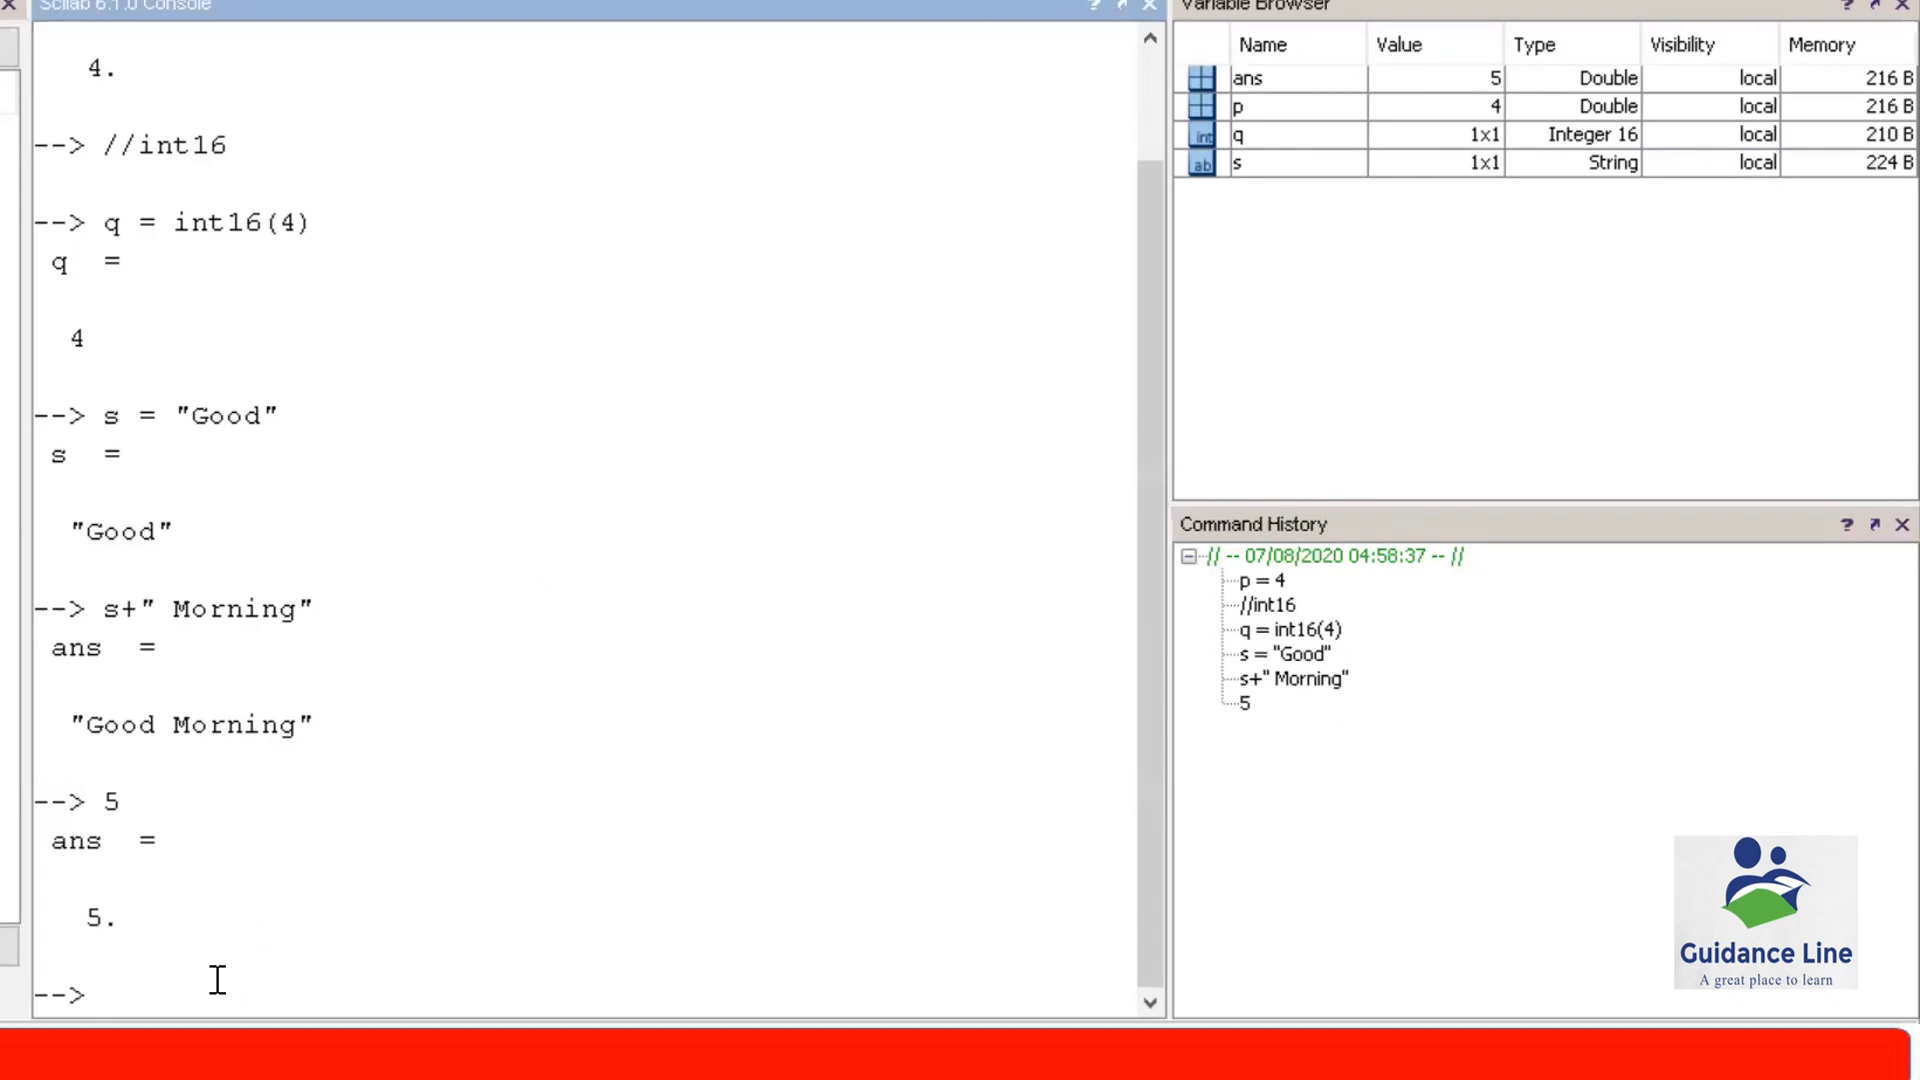 Scilab 6.1.0 Console
4.
--> //int16
--> q = int16(4)
q =
4
--> s = "Good"
s =
"Good"
--> s+" Morning"
ans =
"Good Morning"
--> 5
ans =
5.
-->
Variable Browser
Name Value Type Visibility Memory
ans 5 Double local 216 B
p 4 Double local 216 B
int q 1x1 Integer 16 local 210 B
ab s 1x1 String local 224 B
Command History
// -- 07/08/2020 04:58:37 -- //
p = 4
//int16
q = int16(4)
s = "Good"
s+" Morning"
5
Guidance Line
A great place to learn